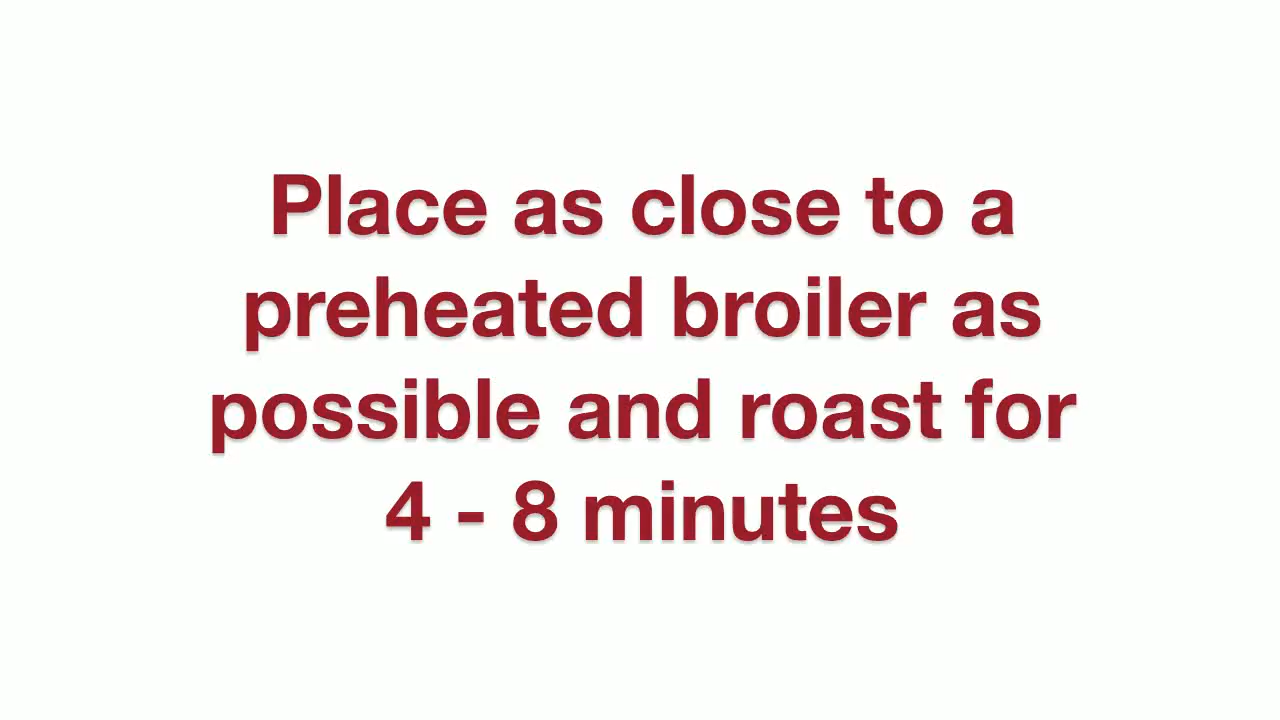 Place as close to a
preheated broiler as
possible and roast for
4 - 8 minutes